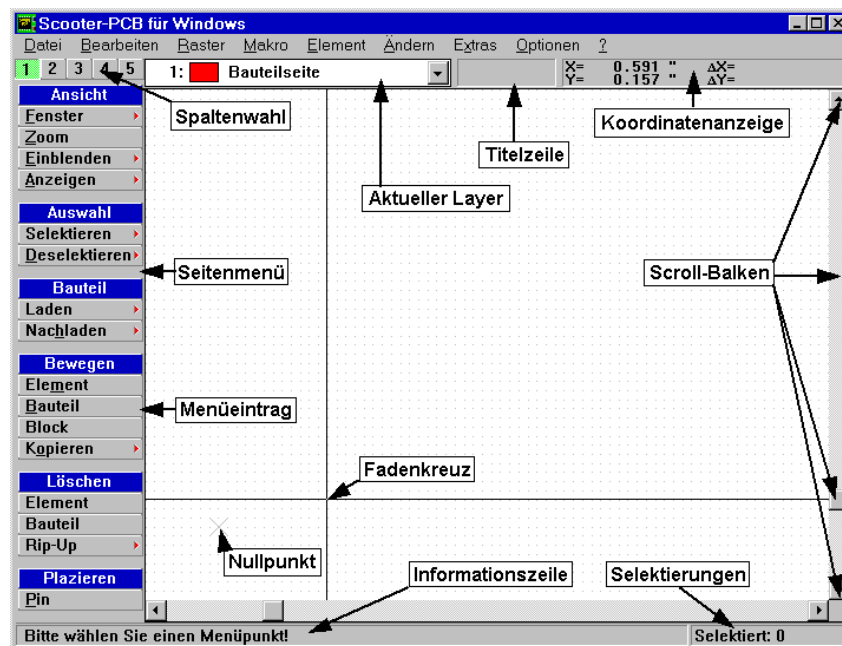 Scooter-PCB für Windows
Datei Bearbeiten Raster Makro Element Ändern Extras Optionen ?
1 2 3 4 5
1: Bauteilseite
X= 0.591 " ΔX=
Y= 0.157 " ΔY=
Ansicht
Fenster
Zoom
Einblenden
Anzeigen
Auswahl
Selektieren
Deselektieren
Bauteil
Laden
Nachladen
Bewegen
Element
Bauteil
Block
Kopieren
Löschen
Element
Bauteil
Rip-Up
Plazieren
Pin
Spaltenwahl
Koordinatenanzeige
Titelzeile
Aktueller Layer
Seitenmenü
Scroll-Balken
Menüeintrag
Fadenkreuz
Nullpunkt
Informationszeile
Selektierungen
Bitte wählen Sie einen Menüpunkt!
Selektiert: 0